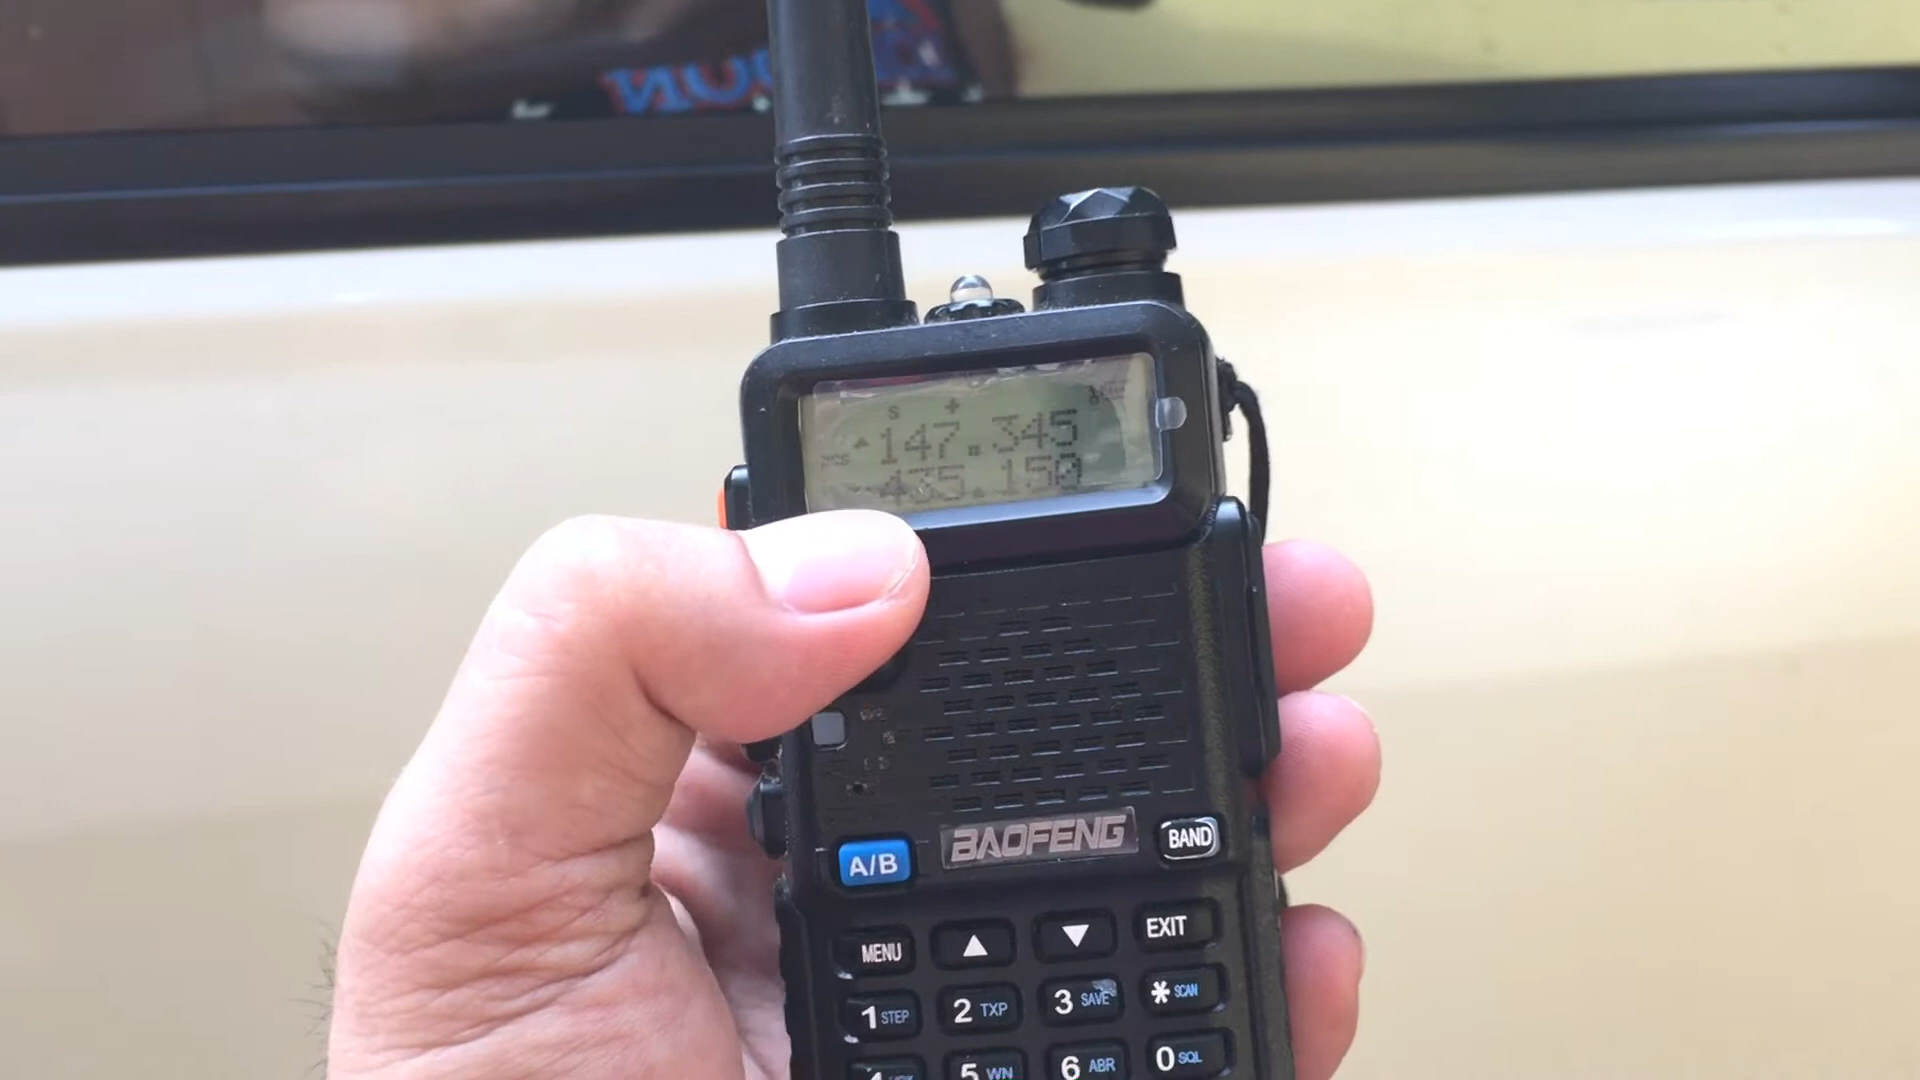 S +
147.345
DCS
435.150
BAOFENG
A/B
BAND
MENU
EXIT
1 STEP
2 TXP
3 SAVE
* SCAN
5 WN
6 ABR
0 SQL